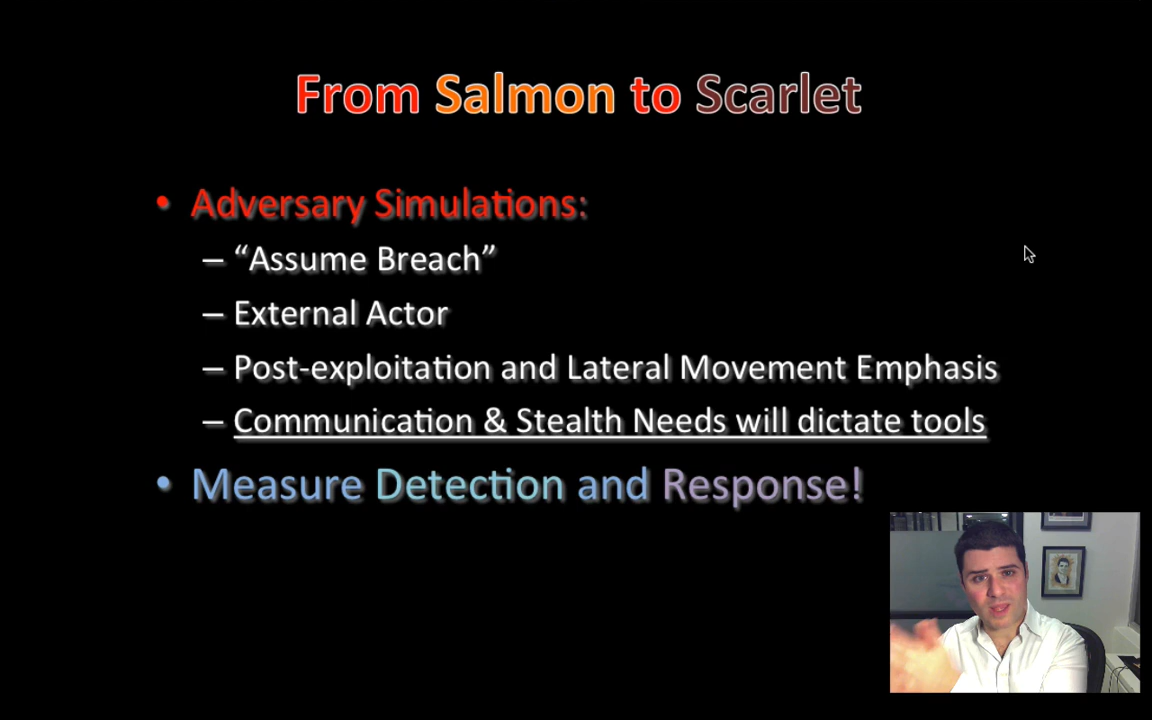 From Salmon to Scarlet
• Adversary Simulations:
– “Assume Breach”
– External Actor
– Post-exploitation and Lateral Movement Emphasis
– Communication & Stealth Needs will dictate tools
• Measure Detection and Response!